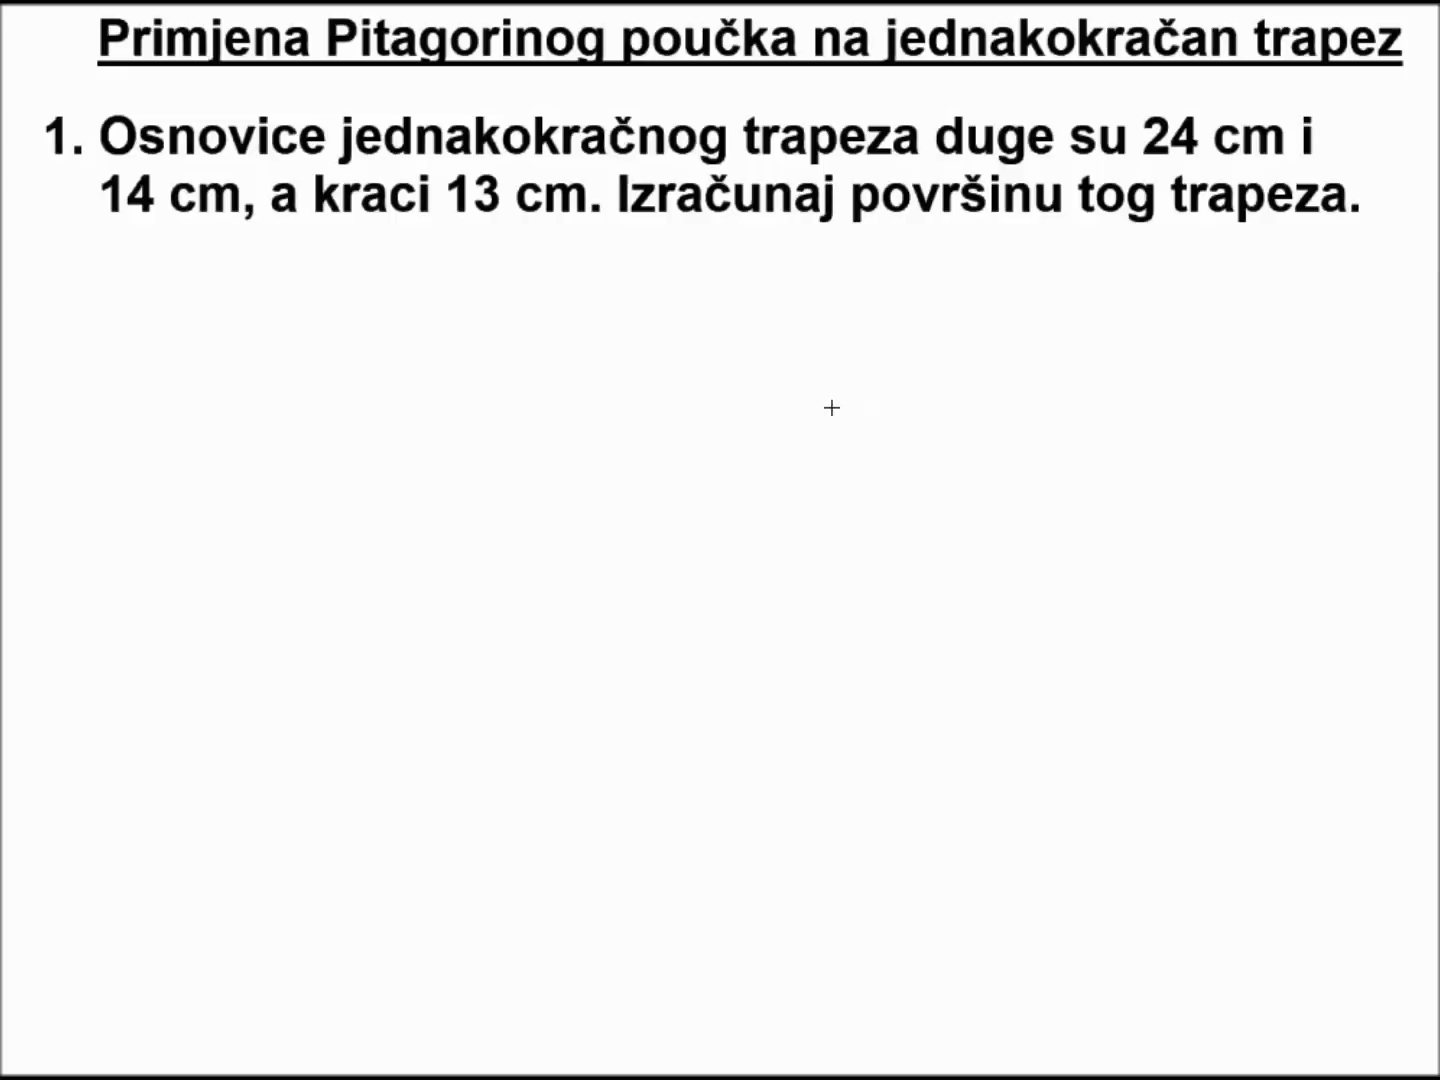 Primjena Pitagorinog poučka na jednakokračan trapez
1. Osnovice jednakokračnog trapeza duge su 24 cm i
14 cm, a kraci 13 cm. Izračunaj površinu tog trapeza.